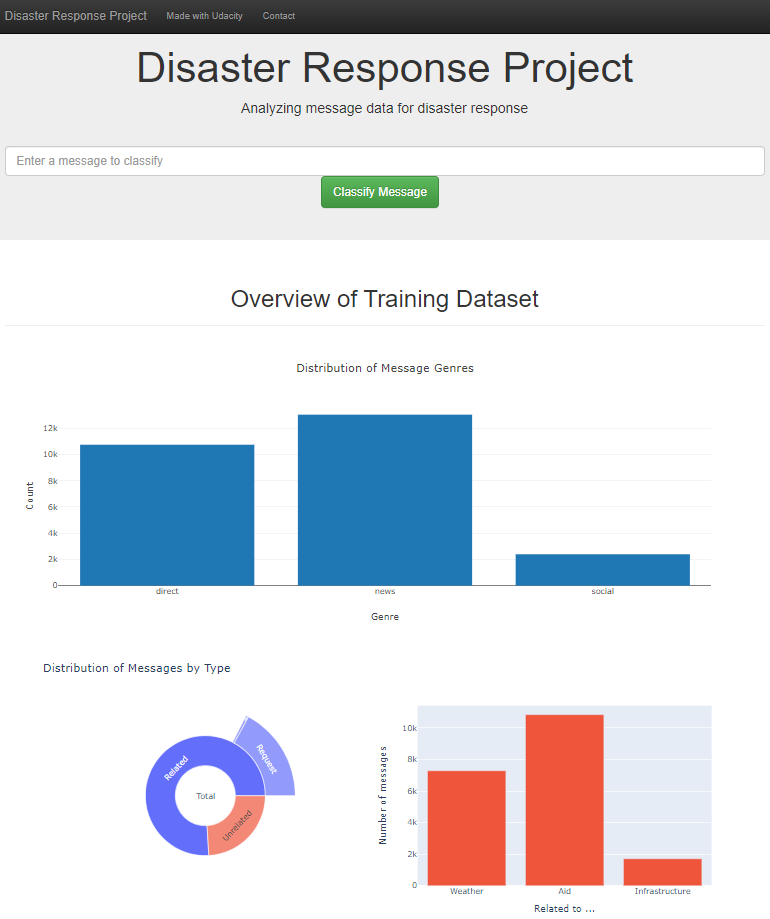 Disaster Response Project Made with Udacity Contact
Disaster Response Project
Analyzing message data for disaster response
Enter a message to classify
Classify Message
Overview of Training Dataset
Distribution of Message Genres
12k
10k
8k
6k
4k
2k
0
Count
direct news social
Genre
Distribution of Messages by Type
Related
Request
Total
Unrelated
10k
8k
6k
4k
2k
0
Number of messages
Weather Aid Infrastructure
Related to ...